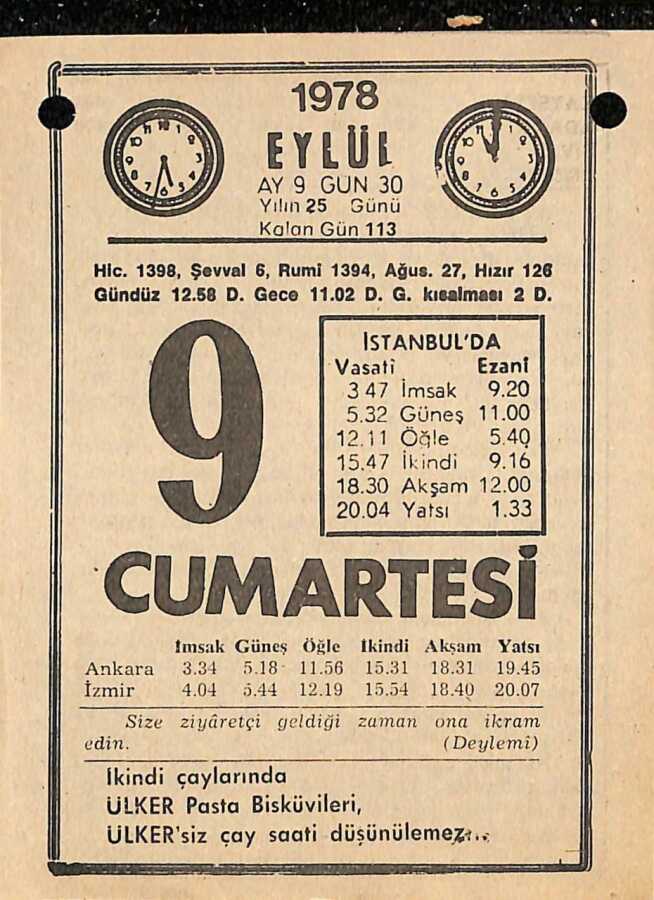 1978
EYLÜL
AY 9 GÜN 30
Yılın 25 Günü
Kalan Gün 113
Hic. 1398, Şevval 6, Rumi 1394, Ağus. 27, Hızır 126
Gündüz 12.58 D. Gece 11.02 D. G. kısalması 2 D.
9
İSTANBUL'DA
Vasati Ezani
3 47 İmsak 9.20
5.32 Güneş 11.00
12.11 Öğle 5.40
15.47 İkindi 9.16
18.30 Akşam 12.00
20.04 Yatsı 1.33
CUMARTESİ
İmsak Güneş Öğle İkindi Akşam Yatsı
Ankara 3.34 5.18 11.56 15.31 18.31 19.45
İzmir 4.04 5.44 12.19 15.54 18.40 20.07
Size ziyâretçi geldiği zaman ona ikram
edin. (Deylemî)
İkindi çaylarında
ÜLKER Pasta Bisküvileri,
ÜLKER'siz çay saati düşünülemez...